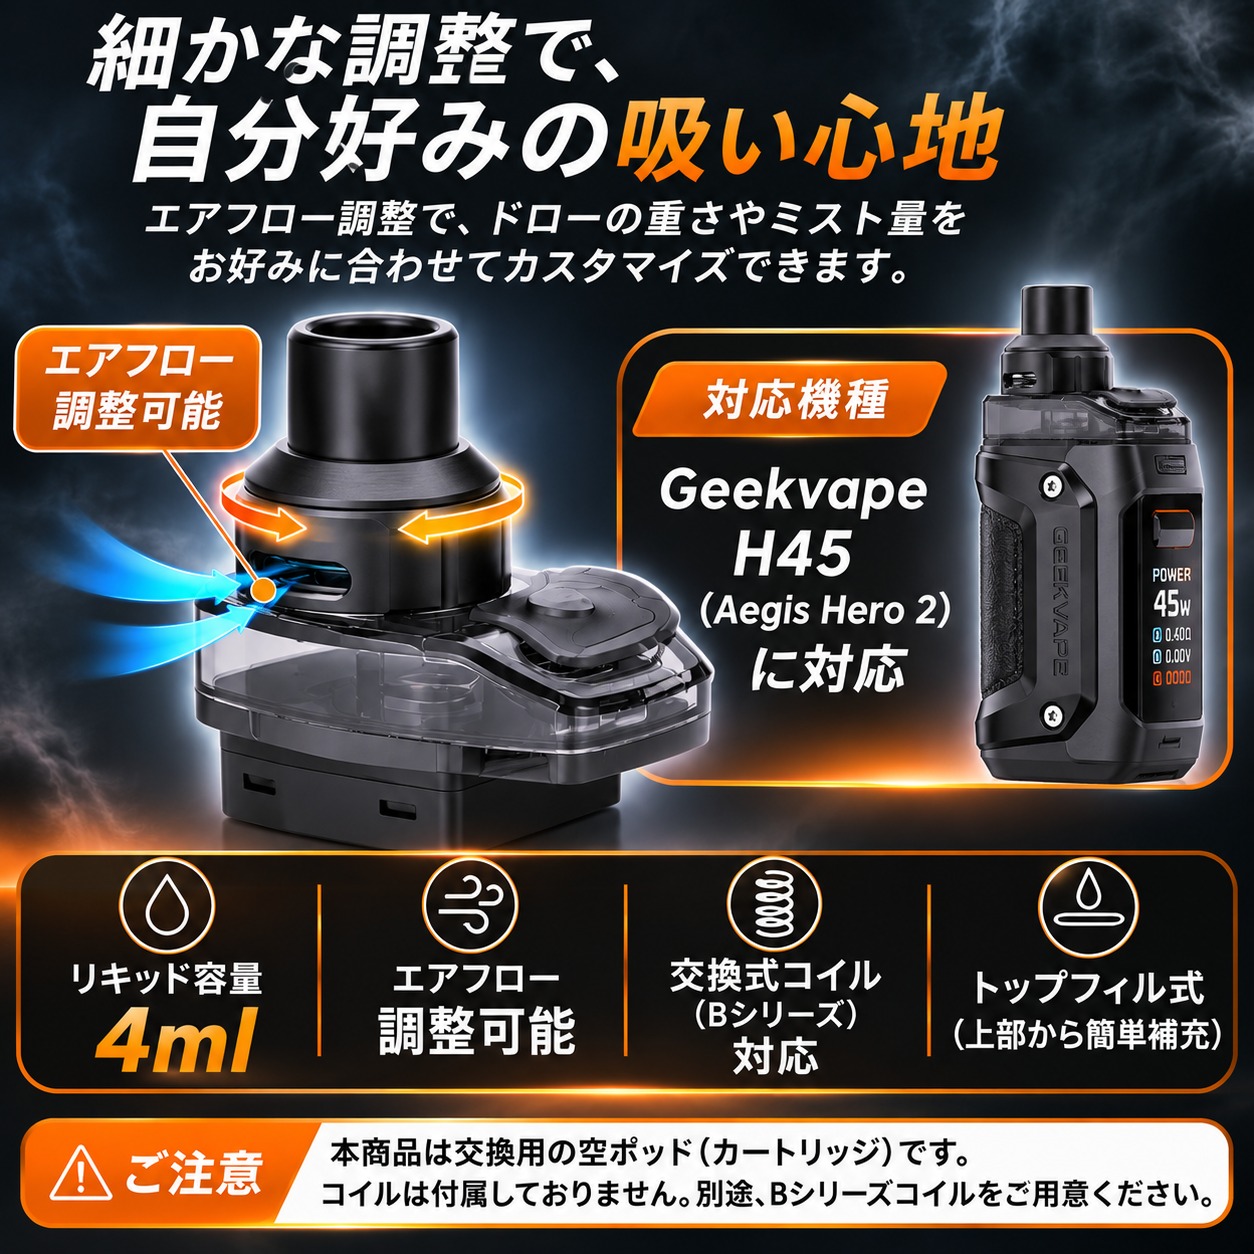 細かな調整で、
自分好みの吸い心地
エアフロー調整で、ドローの重さやミスト量を
お好みに合わせてカスタマイズできます。
エアフロー
調整可能
対応機種
Geekvape
H45
（Aegis Hero 2）
に対応
GEEKVAPE
POWER
45W
0.40Ω
0.00V
0000
リキッド容量
4ml
エアフロー
調整可能
交換式コイル
（Bシリーズ）
対応
トップフィル式
（上部から簡単補充）
ご注意
本商品は交換用の空ポッド（カートリッジ）です。
コイルは付属しておりません。別途、Bシリーズコイルをご用意ください。